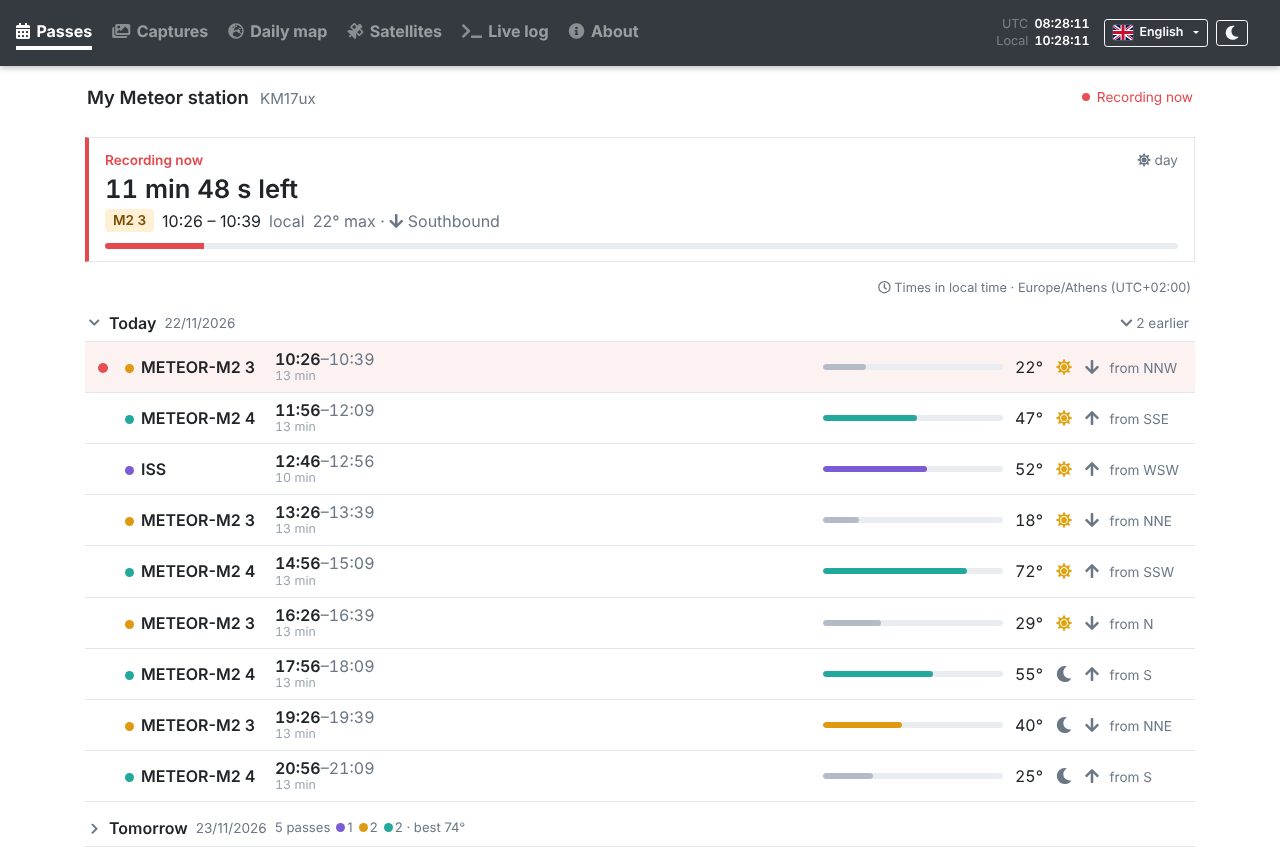 Passes Captures Daily map Satellites Live log About
UTC 08:28:11
Local 10:28:11
English
My Meteor station KM17ux
Recording now
Recording now
day
11 min 48 s left
M2 3 10:26 – 10:39 local 22° max · Southbound
Times in local time · Europe/Athens (UTC+02:00)
Today 22/11/2026
2 earlier
METEOR-M2 3 10:26–10:39 22° from NNW
13 min
METEOR-M2 4 11:56–12:09 47° from SSE
13 min
ISS 12:46–12:56 52° from WSW
10 min
METEOR-M2 3 13:26–13:39 18° from NNE
13 min
METEOR-M2 4 14:56–15:09 72° from SSW
13 min
METEOR-M2 3 16:26–16:39 29° from N
13 min
METEOR-M2 4 17:56–18:09 55° from S
13 min
METEOR-M2 3 19:26–19:39 40° from NNE
13 min
METEOR-M2 4 20:56–21:09 25° from S
13 min
Tomorrow 23/11/2026 5 passes 1 2 2 · best 74°